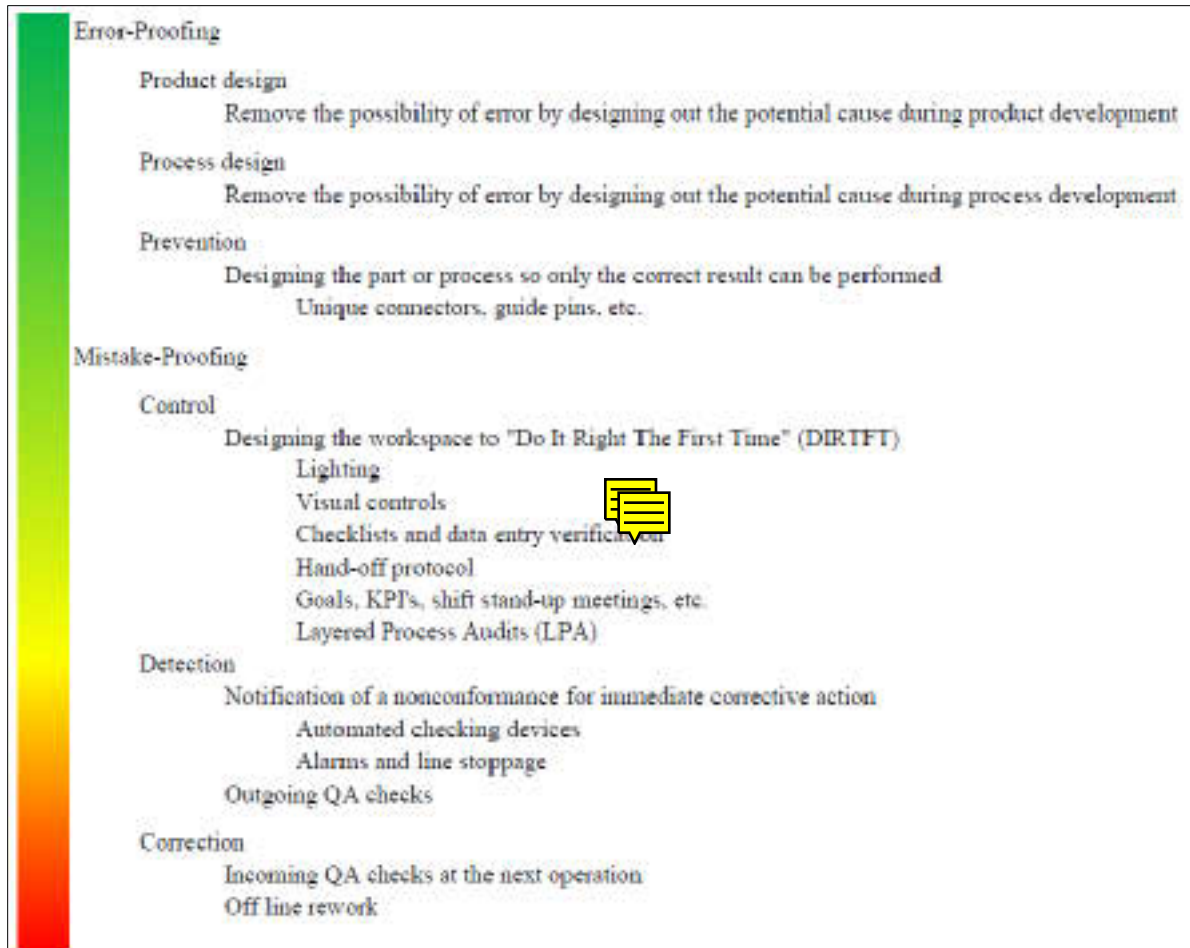 Error-Proofing
Product design
Remove the possibility of error by designing out the potential cause during product development
Process design
Remove the possibility of error by designing out the potential cause during process development
Prevention
Designing the part or process so only the correct result can be performed
Unique connectors, guide pins, etc.
Mistake-Proofing
Control
Designing the workspace to "Do It Right The First Time" (DIRTFT)
Lighting
Visual controls
Checklists and data entry verification
Hand-off protocol
Goals, KPI's, shift stand-up meetings, etc.
Layered Process Audits (LPA)
Detection
Notification of a nonconformance for immediate corrective action
Automated checking devices
Alarms and line stoppage
Outgoing QA checks
Correction
Incoming QA checks at the next operation
Off line rework